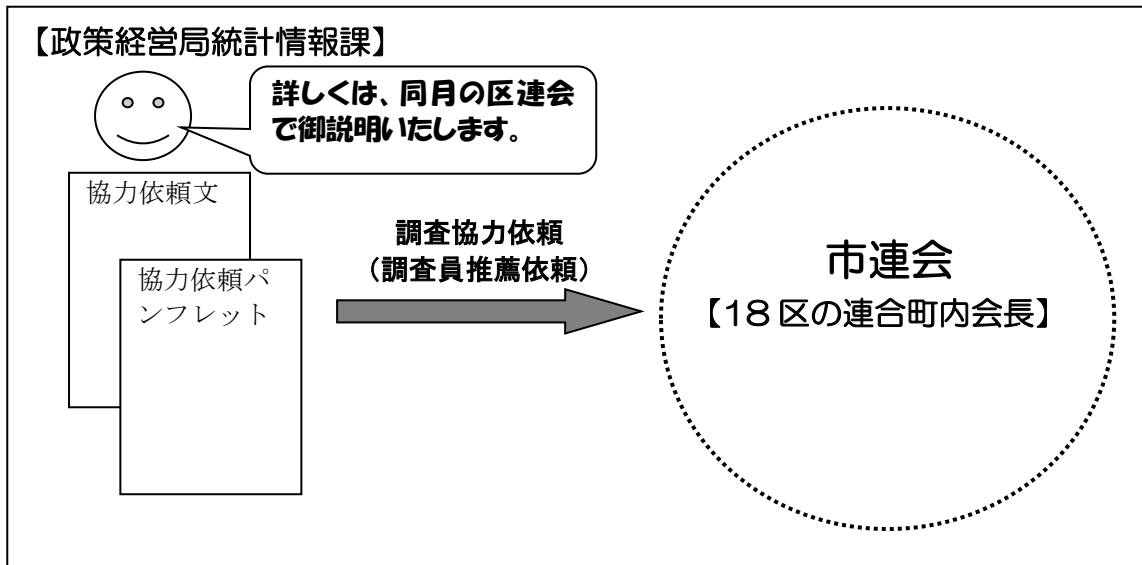 【政策経営局統計情報課】
詳しくは、同月の区連会
で御説明いたします。
協力依頼文
協力依頼パ
ンフレット
調査協力依頼
（調査員推薦依頼）
市連会
【18区の連合町内会長】